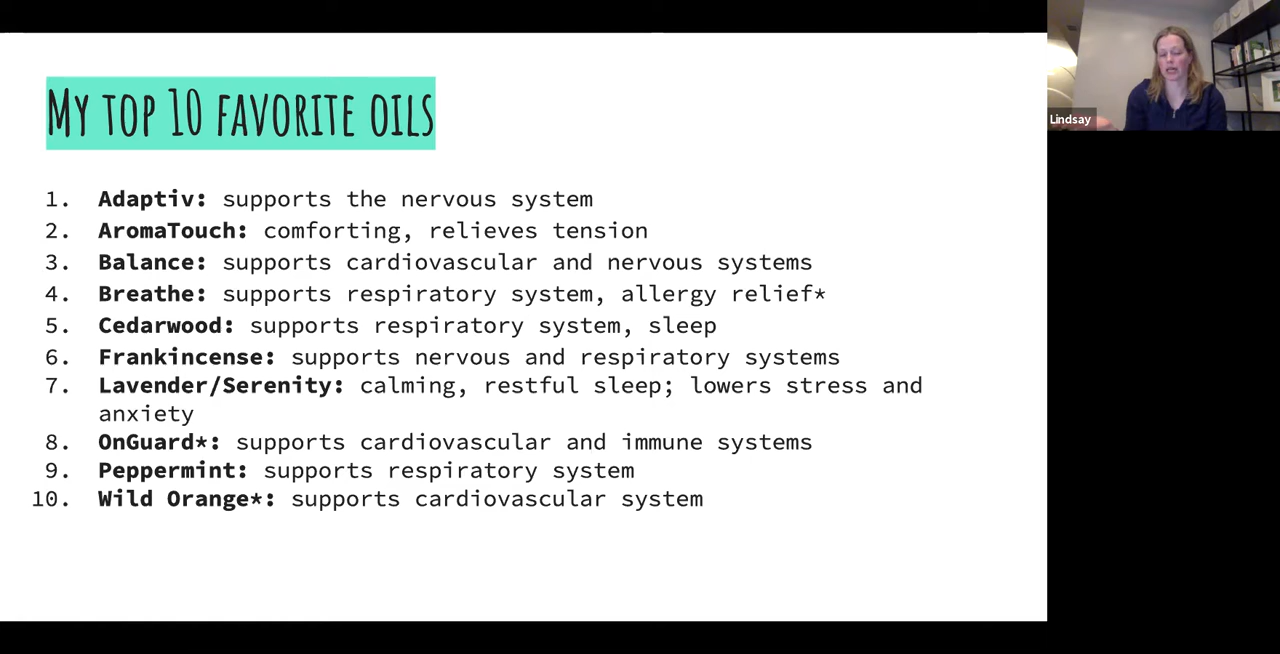 My top 10 favorite oils
1. Adaptiv: supports the nervous system
2. AromaTouch: comforting, relieves tension
3. Balance: supports cardiovascular and nervous systems
4. Breathe: supports respiratory system, allergy relief*
5. Cedarwood: supports respiratory system, sleep
6. Frankincense: supports nervous and respiratory systems
7. Lavender/Serenity: calming, restful sleep; lowers stress and
anxiety
8. OnGuard*: supports cardiovascular and immune systems
9. Peppermint: supports respiratory system
10. Wild Orange*: supports cardiovascular system
Lindsay